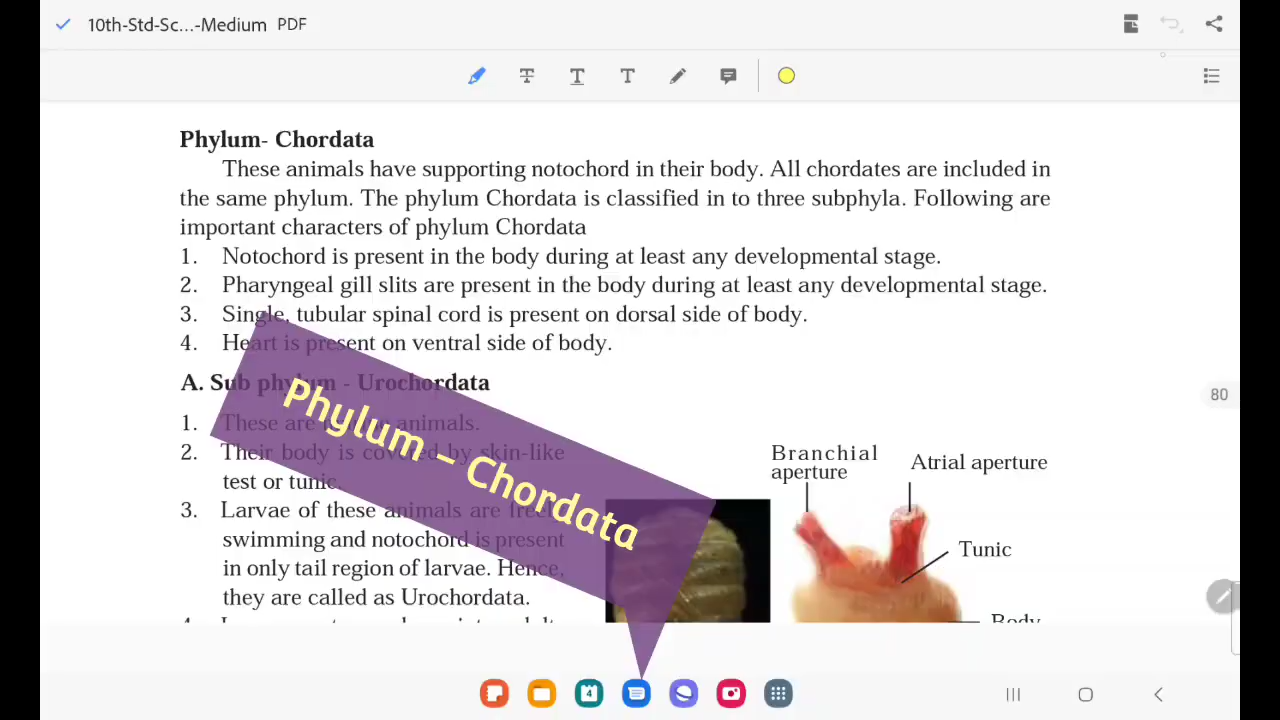 10th-Std-Sc...-Medium PDF
Phylum- Chordata
These animals have supporting notochord in their body. All chordates are included in
the same phylum. The phylum Chordata is classified in to three subphyla. Following are
important characters of phylum Chordata
1. Notochord is present in the body during at least any developmental stage.
2. Pharyngeal gill slits are present in the body during at least any developmental stage.
3. Single, tubular spinal cord is present on dorsal side of body.
4. Heart is present on ventral side of body.
A. Sub phylum - Urochordata
1. These are animals.
2. Their body is covered by skin-like
test or tunic.
3. Larvae of these animals are freely
swimming and notochord is present
in only tail region of larvae. Hence,
they are called as Urochordata.
Phylum – Chordata
Branchial
aperture
Atrial aperture
Tunic
Body
80
4